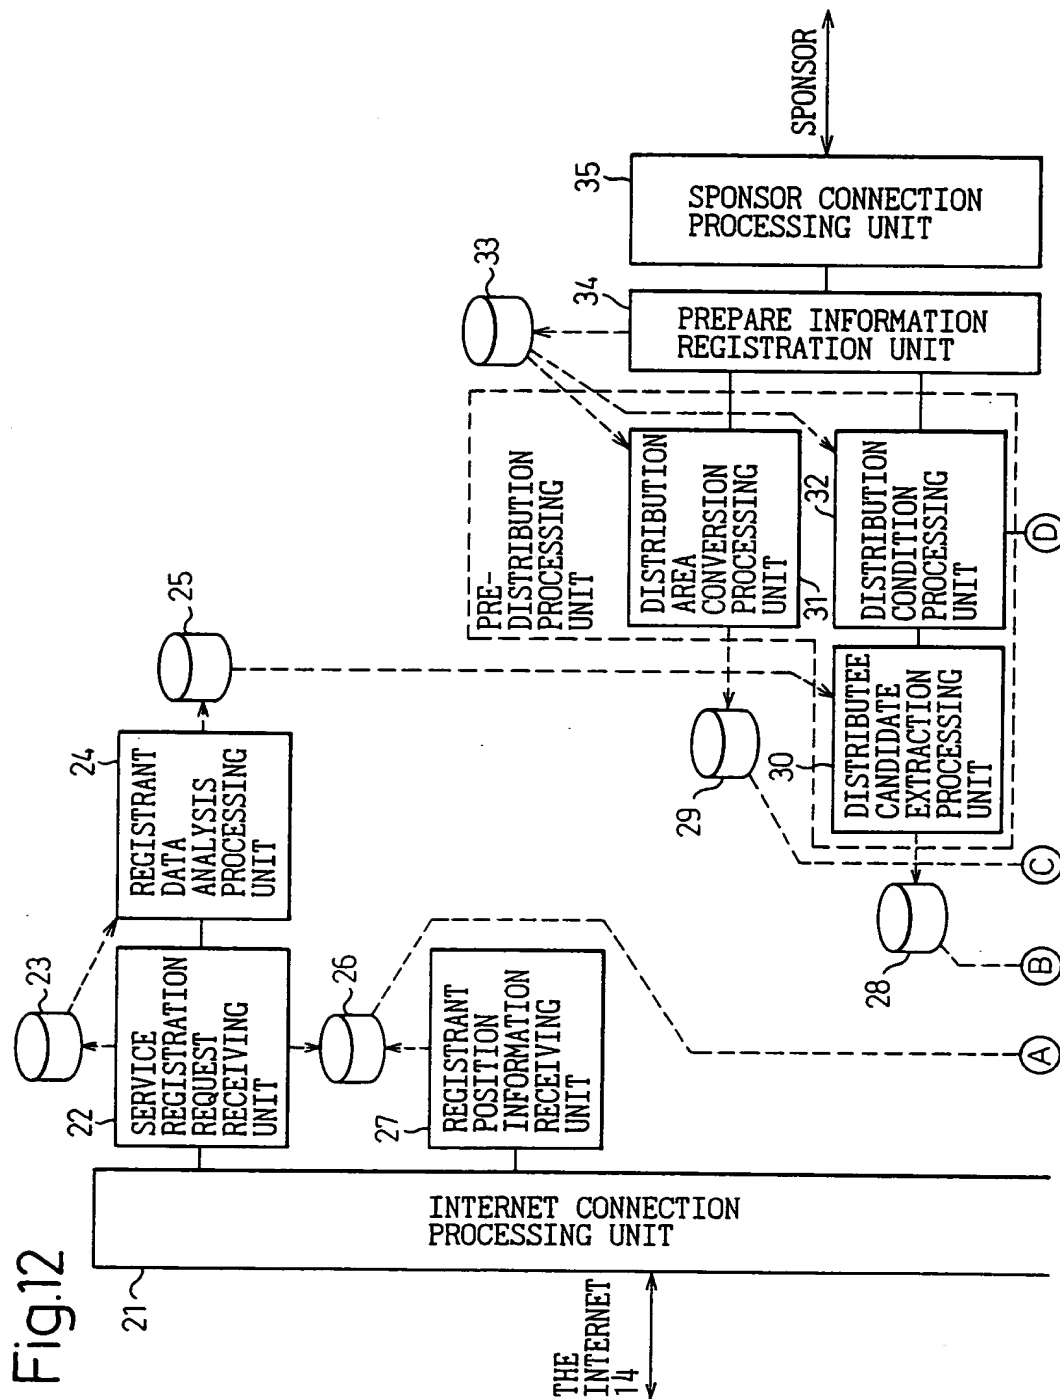 Fig.12
THE INTERNET
14
21
INTERNET CONNECTION
PROCESSING UNIT
22
SERVICE
REGISTRATION
REQUEST
RECEIVING
UNIT
23
24
REGISTRANT
DATA
ANALYSIS
PROCESSING
UNIT
25
26
27
REGISTRANT
POSITION
INFORMATION
RECEIVING
UNIT
A
28
B
29
C
30
DISTRIBUTEE
CANDIDATE
EXTRACTION
PROCESSING
UNIT
PRE-
DISTRIBUTION
PROCESSING
UNIT
DISTRIBUTION
AREA
CONVERSION
PROCESSING
UNIT
31
32
DISTRIBUTION
CONDITION
PROCESSING
UNIT
D
33
34
PREPARE INFORMATION
REGISTRATION UNIT
35
SPONSOR CONNECTION
PROCESSING UNIT
SPONSOR